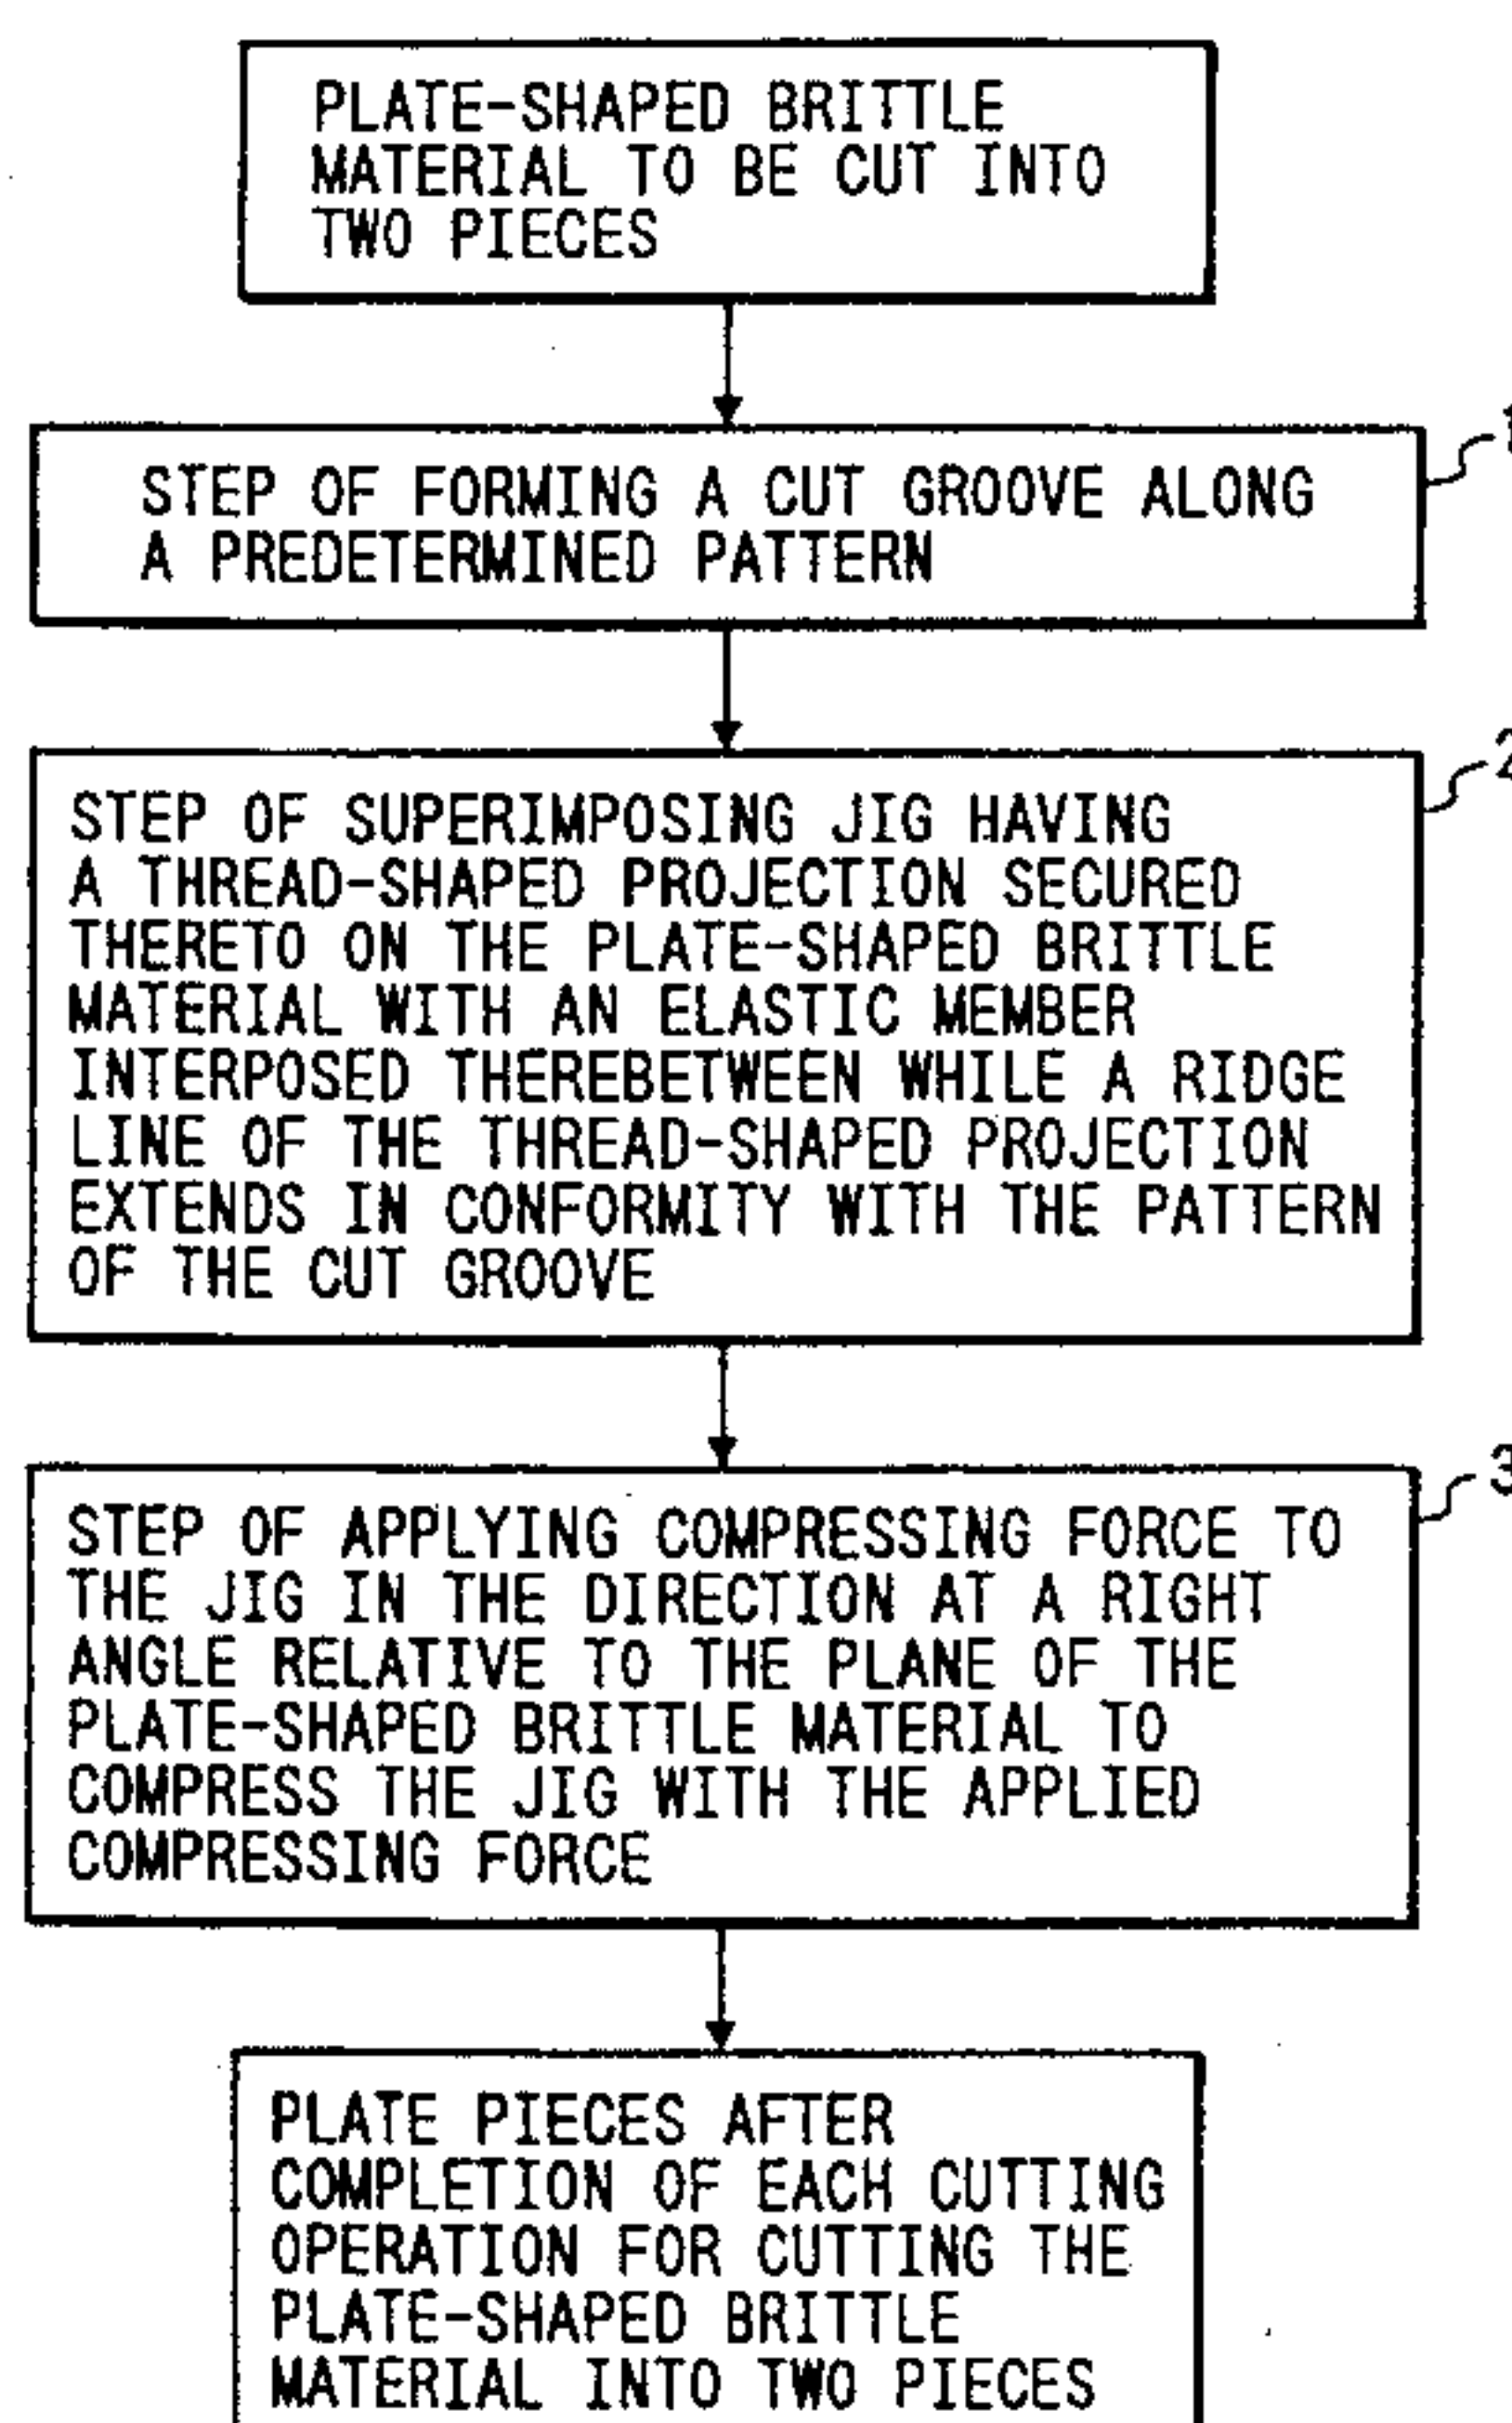 PLATE-SHAPED BRITTLE
MATERIAL TO BE CUT INTO
TWO PIECES
1
STEP OF FORMING A CUT GROOVE ALONG
A PREDETERMINED PATTERN
2
STEP OF SUPERIMPOSING JIG HAVING
A THREAD-SHAPED PROJECTION SECURED
THERETO ON THE PLATE-SHAPED BRITTLE
MATERIAL WITH AN ELASTIC MEMBER
INTERPOSED THEREBETWEEN WHILE A RIDGE
LINE OF THE THREAD-SHAPED PROJECTION
EXTENDS IN CONFORMITY WITH THE PATTERN
OF THE CUT GROOVE
3
STEP OF APPLYING COMPRESSING FORCE TO
THE JIG IN THE DIRECTION AT A RIGHT
ANGLE RELATIVE TO THE PLANE OF THE
PLATE-SHAPED BRITTLE MATERIAL TO
COMPRESS THE JIG WITH THE APPLIED
COMPRESSING FORCE
PLATE PIECES AFTER
COMPLETION OF EACH CUTTING
OPERATION FOR CUTTING THE
PLATE-SHAPED BRITTLE
MATERIAL INTO TWO PIECES